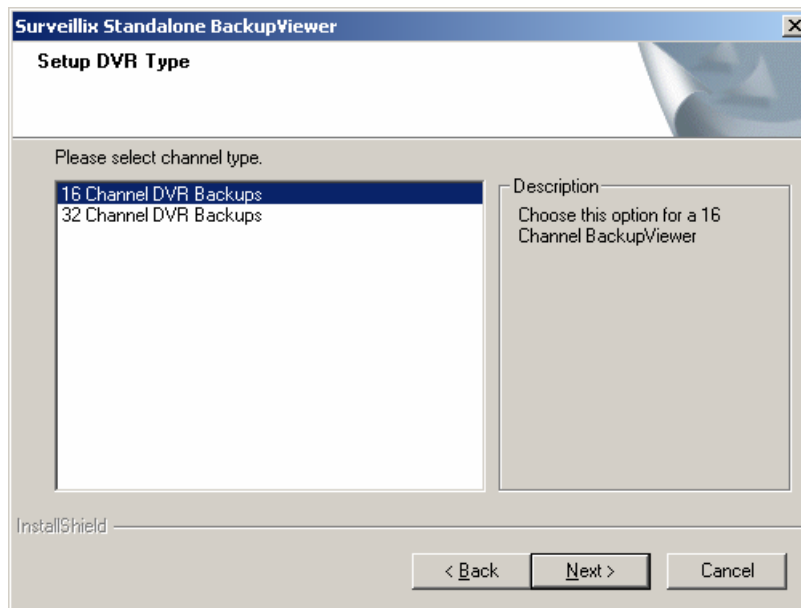 Surveillix Standalone BackupViewer
Setup DVR Type
Please select channel type.
16 Channel DVR Backups
32 Channel DVR Backups
Description
Choose this option for a 16
Channel BackupViewer
InstallShield
< Back
Next >
Cancel